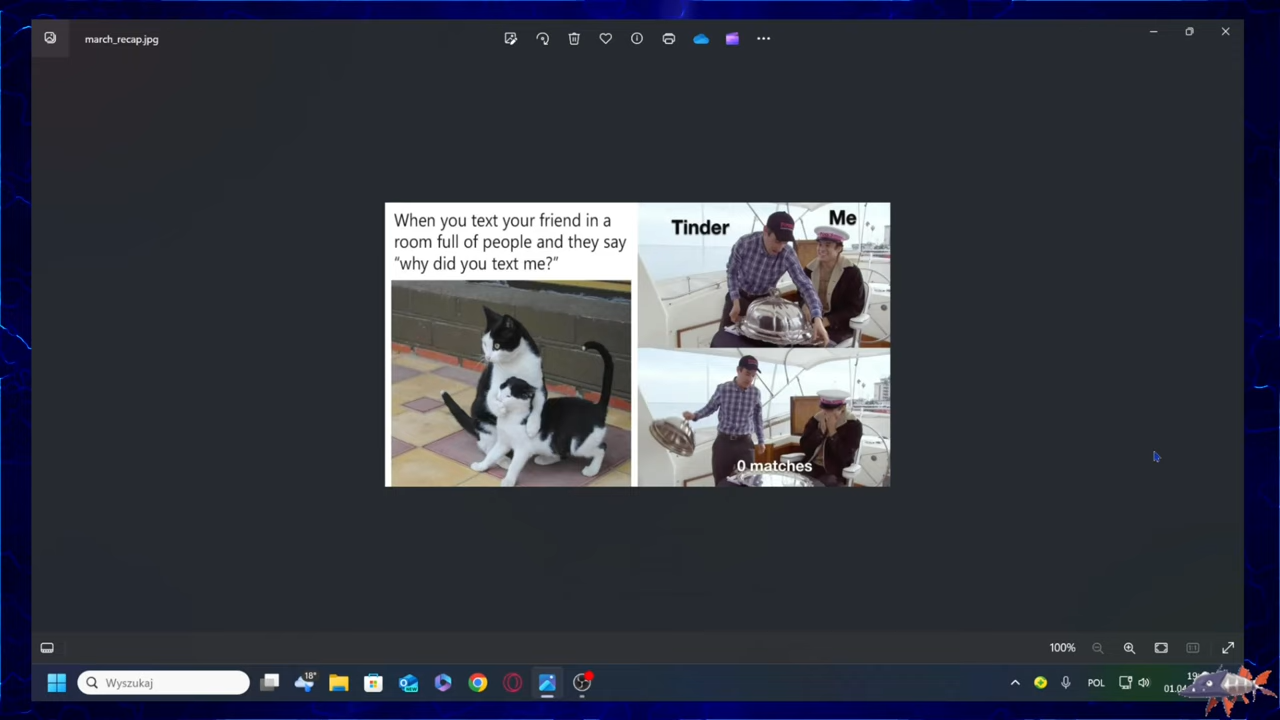 march_recap.jpg
When you text your friend in a
room full of people and they say
“why did you text me?”
Tinder
Me
0 matches
100%
Wyszukaj
18°
POL